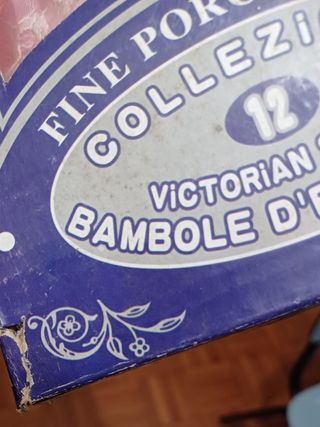 FINE PORC
COLLEZI
12
VICTORIAN
BAMBOLE D'E